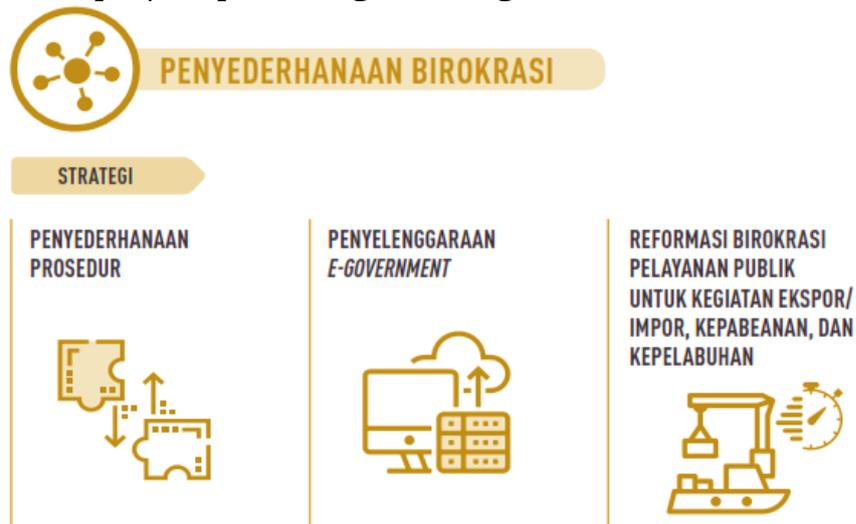 PENYEDERHANAAN BIROKRASI
STRATEGI
PENYEDERHANAAN
PROSEDUR
PENYELENGGARAAN
E-GOVERNMENT
REFORMASI BIROKRASI
PELAYANAN PUBLIK
UNTUK KEGIATAN EKSPOR/
IMPOR, KEPABEANAN, DAN
KEPELABUHAN